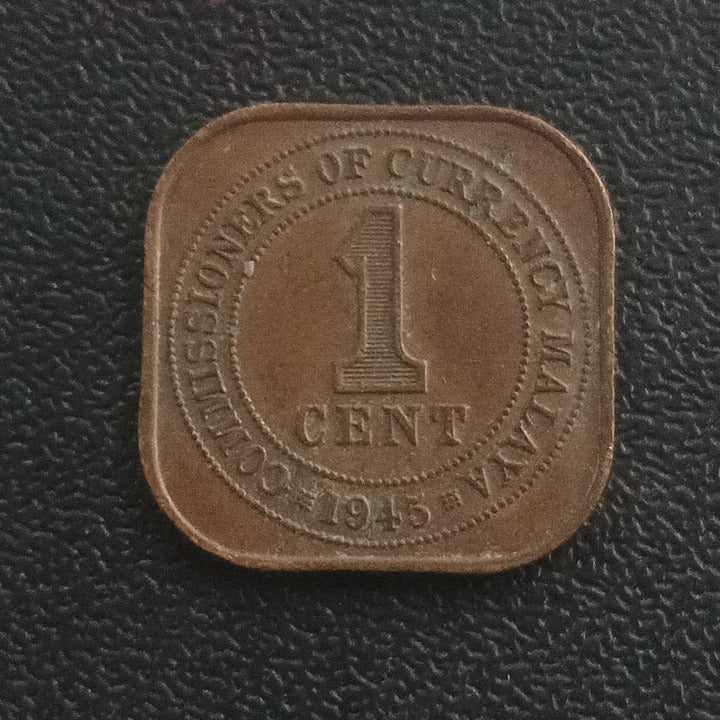 COMMISSIONERS OF CURRENCY MALAYA
1
CENT
1945